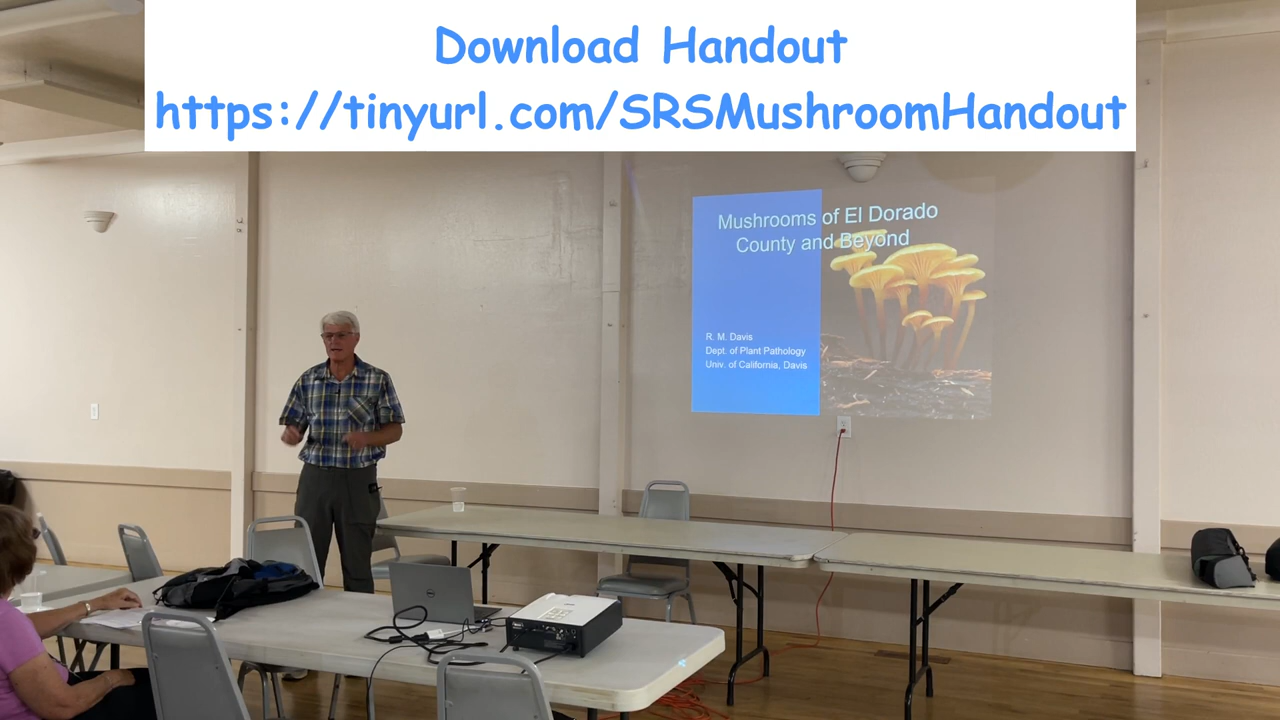 Download Handout
https://tinyurl.com/SRSMushroomHandout
Mushrooms of El Dorado
County and Beyond
R. M. Davis
Dept. of Plant Pathology
Univ. of California, Davis